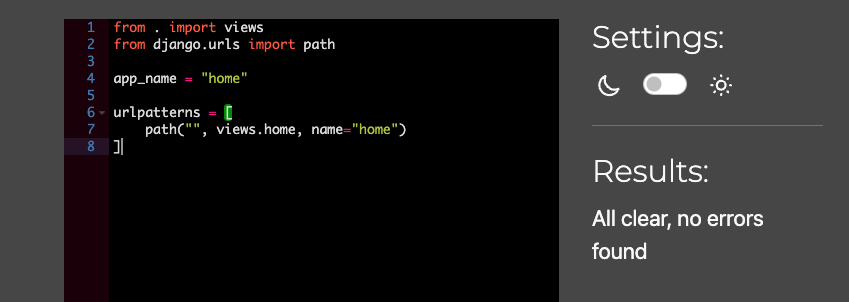 1 from . import views
2 from django.urls import path
3
4 app_name = "home"
5
6 urlpatterns = [
7     path("", views.home, name="home")
8 ]
Settings:
Results:
All clear, no errors
found